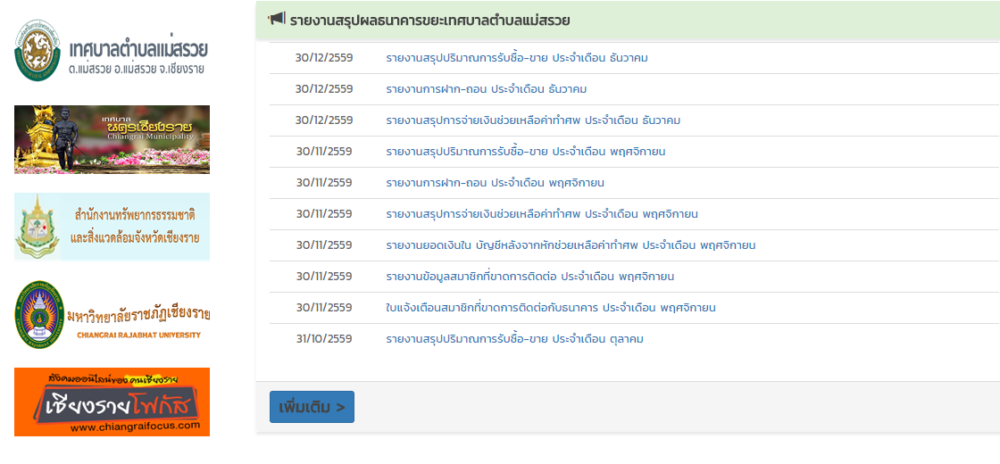 เทศบาลตำบลแม่สรวย
ต.แม่สรวย อ.แม่สรวย จ.เชียงราย
เทศบาล
นครเชียงราย
Chiangrai Municipality
สำนักงานทรัพยากรธรรมชาติ
และสิ่งแวดล้อมจังหวัดเชียงราย
มหาวิทยาลัยราชภัฏเชียงราย
CHIANGRAI RAJABHAT UNIVERSITY
สังคมออนไลน์ของ คนเชียงราย
เชียงรายโฟกัส
www.chiangraifocus.com
รายงานสรุปผลธนาคารขยะเทศบาลตำบลแม่สรวย
30/12/2559 รายงานสรุปปริมาณการรับซื้อ-ขาย ประจำเดือน ธันวาคม
30/12/2559 รายงานการฝาก-ถอน ประจำเดือน ธันวาคม
30/12/2559 รายงานสรุปการจ่ายเงินช่วยเหลือค่าทำศพ ประจำเดือน ธันวาคม
30/11/2559 รายงานสรุปปริมาณการรับซื้อ-ขาย ประจำเดือน พฤศจิกายน
30/11/2559 รายงานการฝาก-ถอน ประจำเดือน พฤศจิกายน
30/11/2559 รายงานสรุปการจ่ายเงินช่วยเหลือค่าทำศพ ประจำเดือน พฤศจิกายน
30/11/2559 รายงานยอดเงินใน บัญชีหลังจากหักช่วยเหลือค่าทำศพ ประจำเดือน พฤศจิกายน
30/11/2559 รายงานข้อมูลสมาชิกที่ขาดการติดต่อ ประจำเดือน พฤศจิกายน
30/11/2559 ใบแจ้งเตือนสมาชิกที่ขาดการติดต่อกับธนาคาร ประจำเดือน พฤศจิกายน
31/10/2559 รายงานสรุปปริมาณการรับซื้อ-ขาย ประจำเดือน ตุลาคม
เพิ่มเติม >